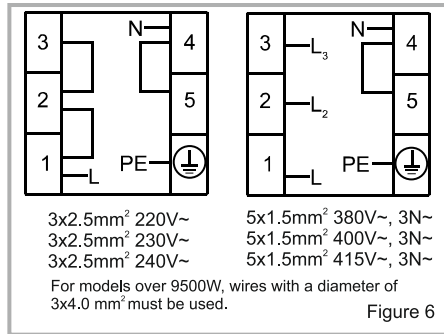 3 N 4
2 5
1 L PE
3 L₃ N 4
2 L₂ 5
1 L PE
3x2.5mm² 220V~
3x2.5mm² 230V~
3x2.5mm² 240V~
5x1.5mm² 380V~, 3N~
5x1.5mm² 400V~, 3N~
5x1.5mm² 415V~, 3N~
For models over 9500W, wires with a diameter of
3x4.0 mm² must be used.
Figure 6